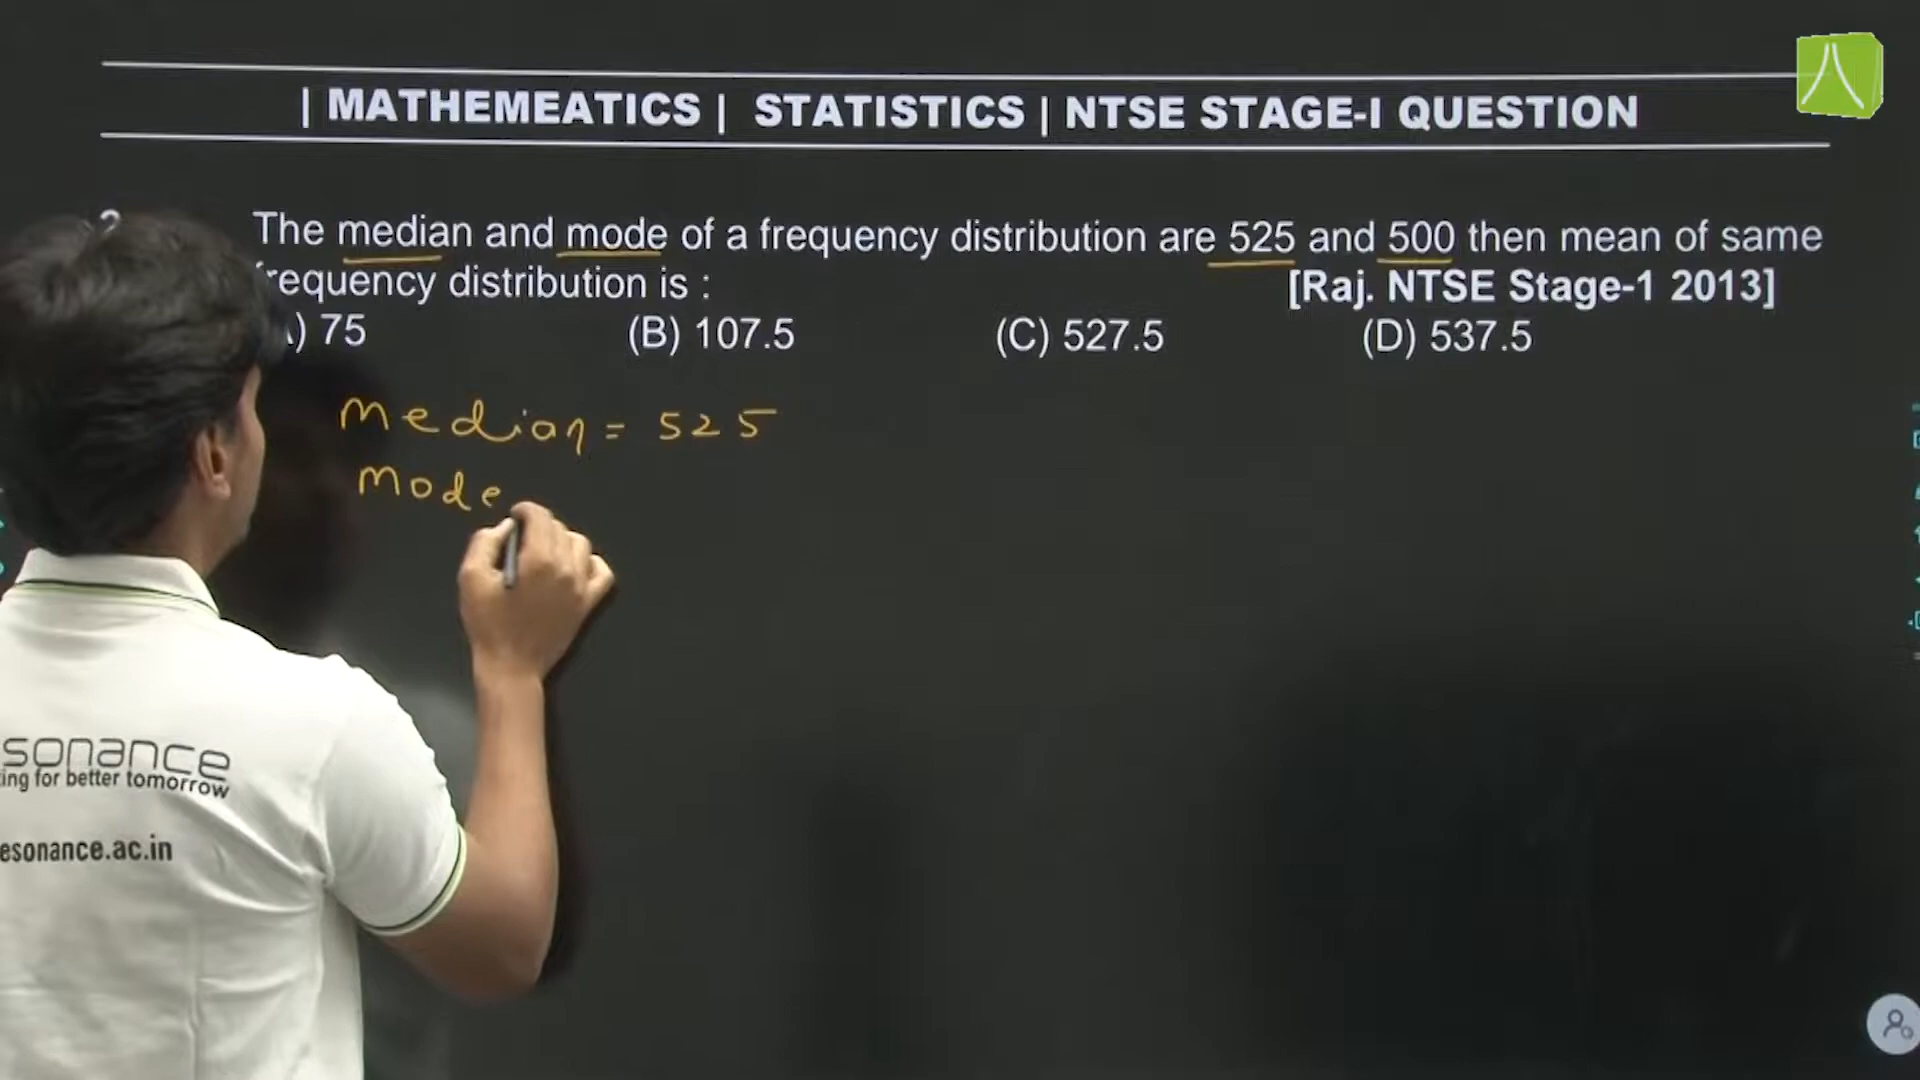 | MATHEMEATICS | STATISTICS | NTSE STAGE-I QUESTION
2 The median and mode of a frequency distribution are 525 and 500 then mean of same
frequency distribution is : [Raj. NTSE Stage-1 2013]
A) 75 (B) 107.5 (C) 527.5 (D) 537.5
Median = 525
Mode
sonance
ing for better tomorrow
esonance.ac.in